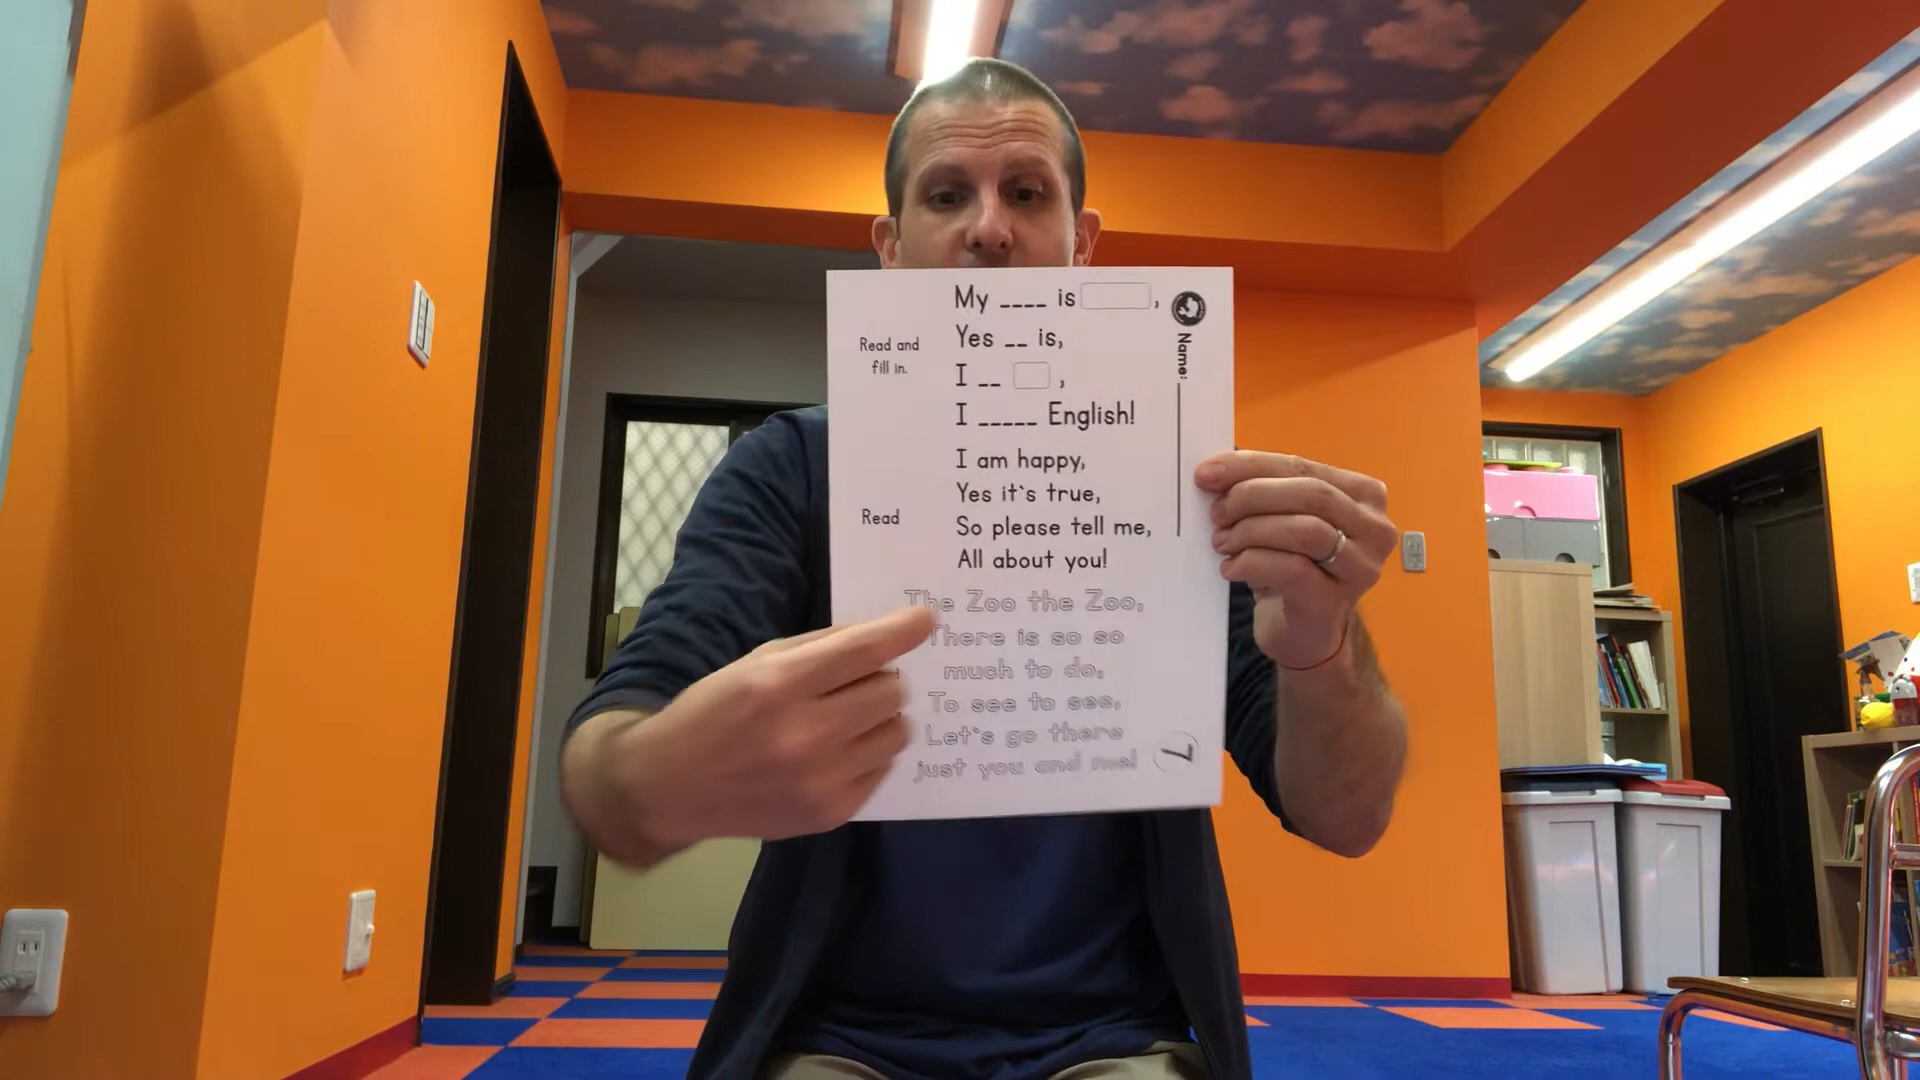 My ____ is ,
Yes __ is,
I __ ,
I _____ English!
Read and
fill in.
I am happy,
Yes it`s true,
So please tell me,
All about you!
Read
The Zoo the Zoo,
There is so so
much to do,
To see to see,
Let`s go there
just you and me!
Name:
7